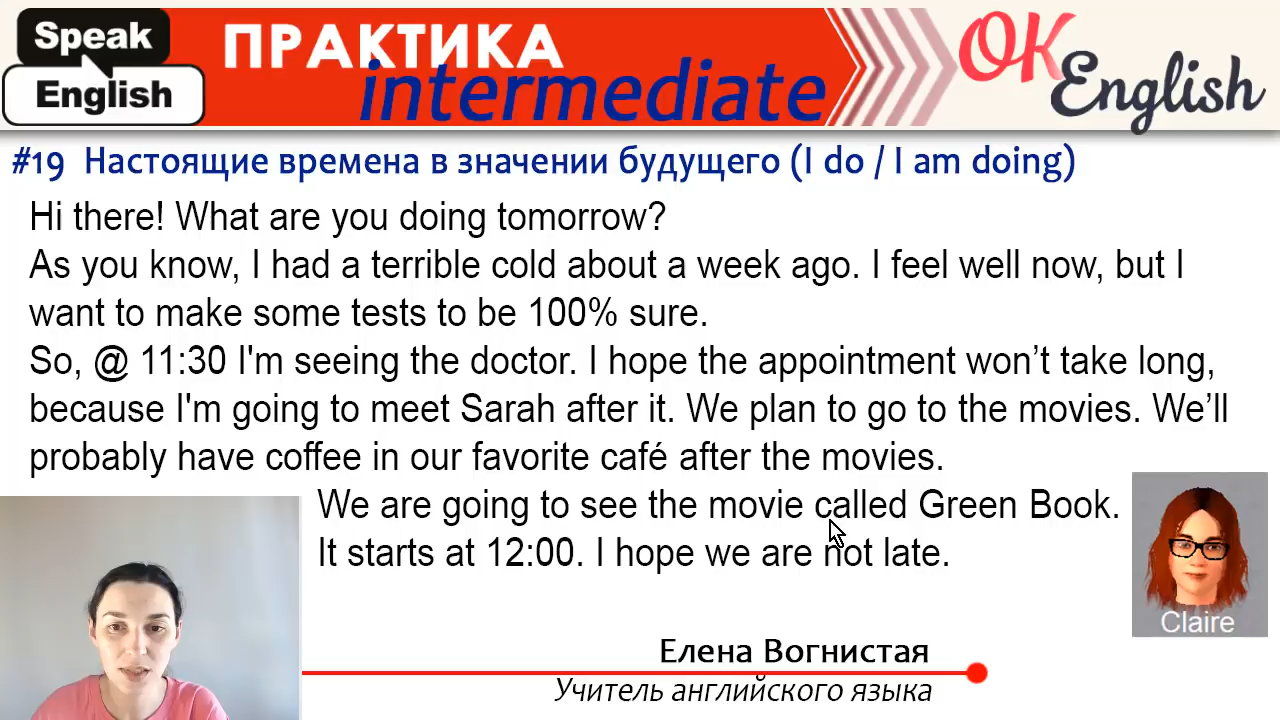 Speak
English
ПРАКТИКА
intermediate
OK
English
#19 Настоящие времена в значении будущего (I do / I am doing)
Hi there! What are you doing tomorrow?
As you know, I had a terrible cold about a week ago. I feel well now, but I
want to make some tests to be 100% sure.
So, @ 11:30 I'm seeing the doctor. I hope the appointment won’t take long,
because I'm going to meet Sarah after it. We plan to go to the movies. We’ll
probably have coffee in our favorite café after the movies.
We are going to see the movie called Green Book.
It starts at 12:00. I hope we are not late.
Claire
Елена Вогнистая
Учитель английского языка